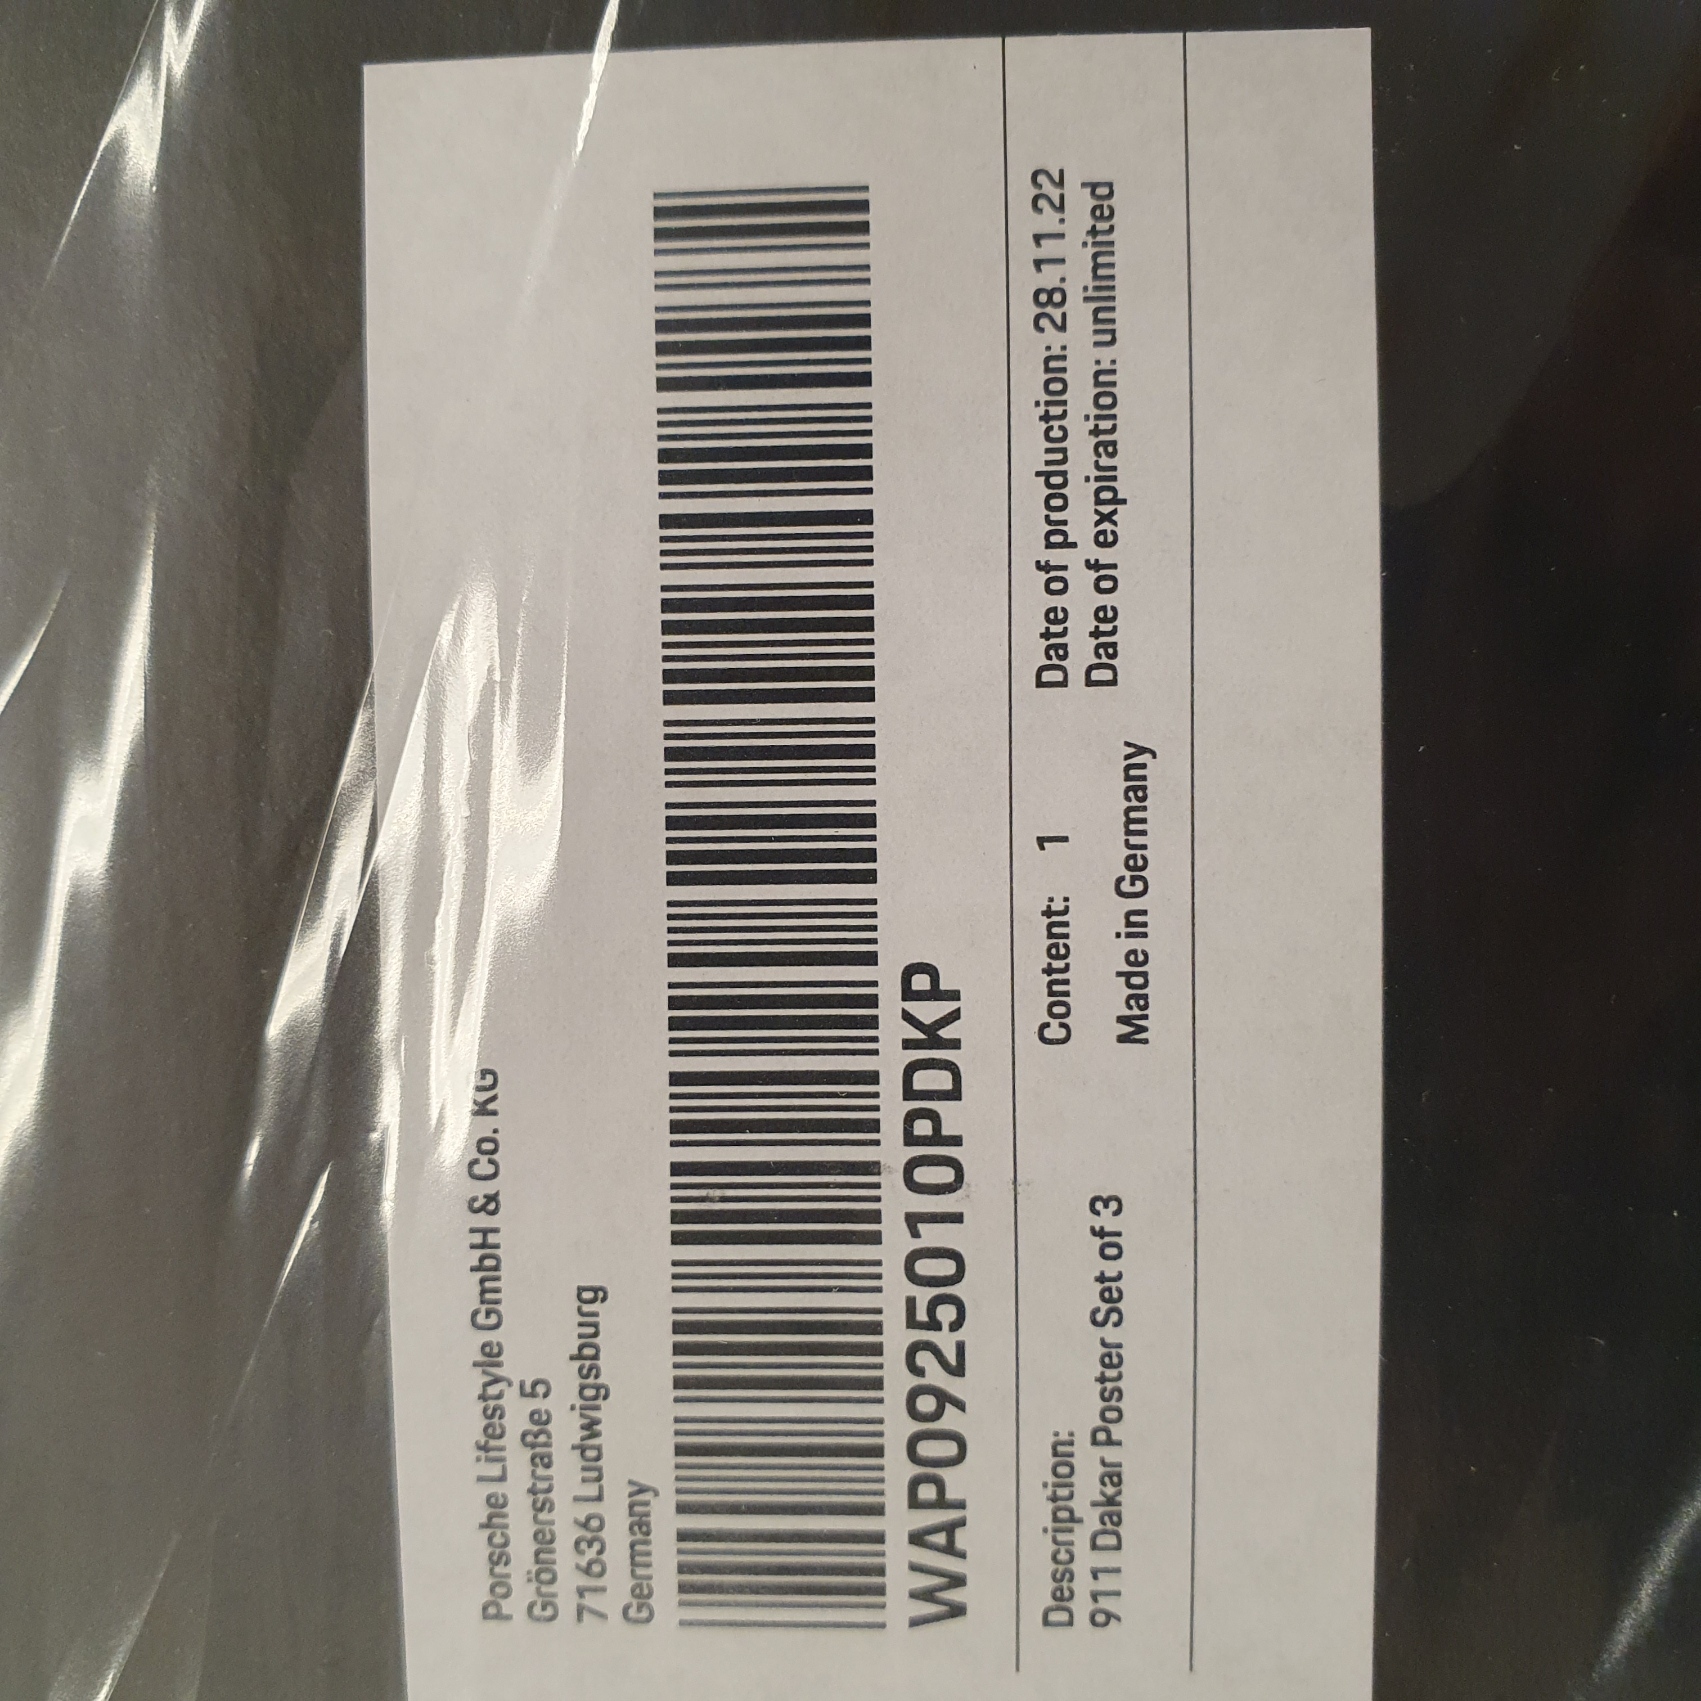 Porsche Lifestyle GmbH & Co. KG
Grönerstraße 5
71636 Ludwigsburg
Germany
WAP0925010PDKP
Description:
911 Dakar Poster Set of 3
Content: 1
Made in Germany
Date of production: 28.11.22
Date of expiration: unlimited